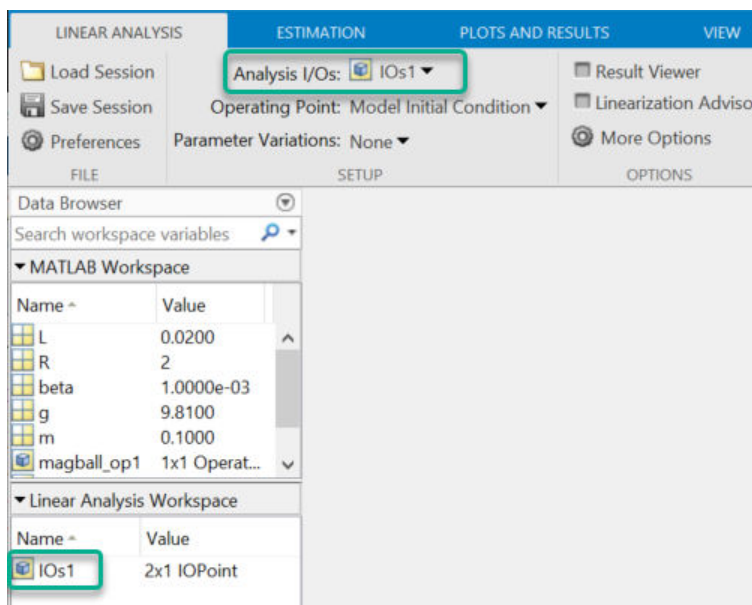 LINEAR ANALYSIS ESTIMATION PLOTS AND RESULTS VIEW
Load Session Analysis I/Os: IOs1 Result Viewer
Save Session Operating Point: Model Initial Condition Linearization Adviso
Preferences Parameter Variations: None More Options
FILE SETUP OPTIONS
Data Browser
Search workspace variables
MATLAB Workspace
Name Value
L 0.0200
R 2
beta 1.0000e-03
g 9.8100
m 0.1000
magball_op1 1x1 Operat...
Linear Analysis Workspace
Name Value
IOs1 2x1 IOPoint